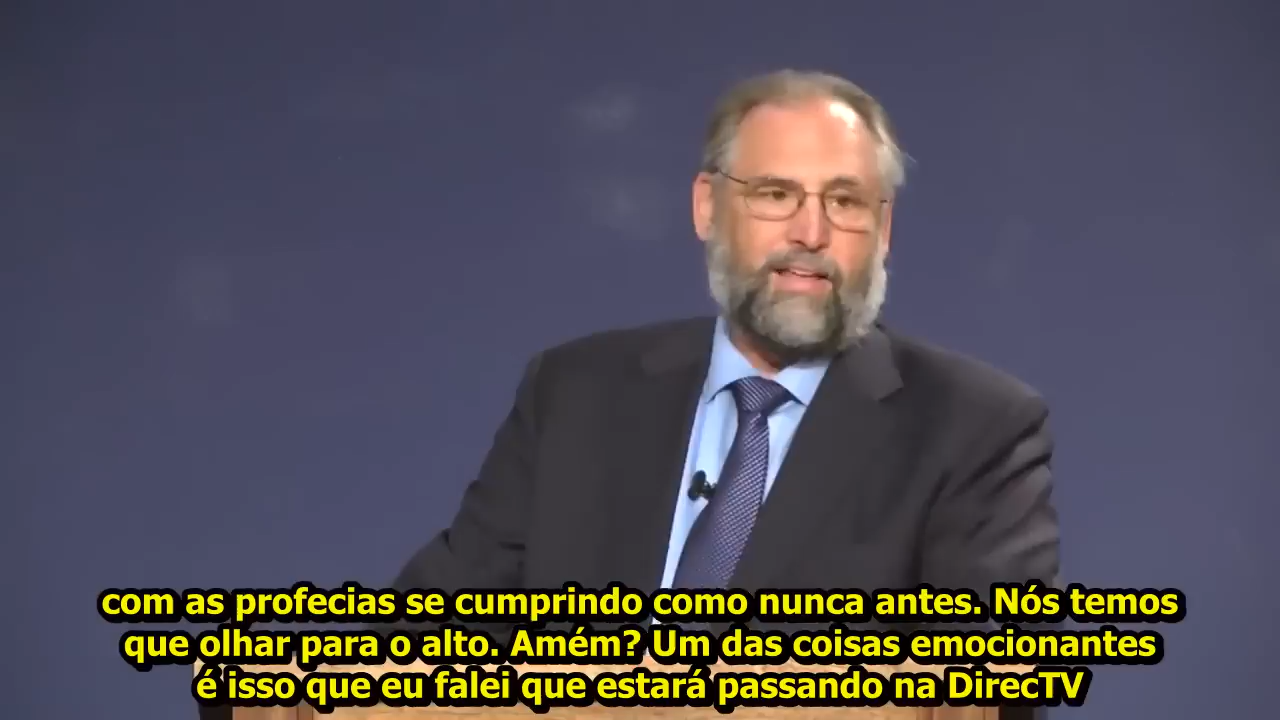 com as profecias se cumprindo como nunca antes. Nós temos
que olhar para o alto. Amém? Um das coisas emocionantes
é isso que eu falei que estará passando na DirecTV